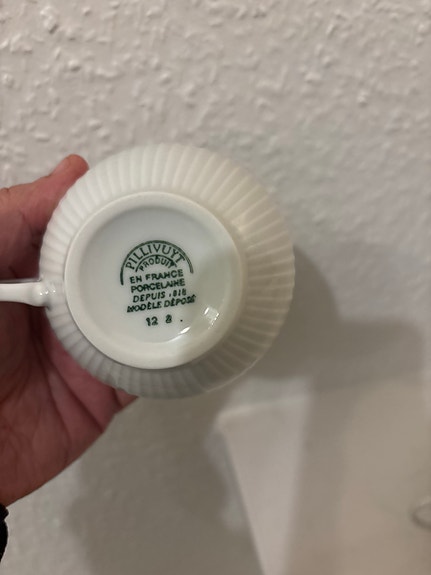 PILLIVUYT
PRODUIT
EN FRANCE
PORCELAINE
DEPUIS 1818
MODÈLE DÉPOSÉ
12 8 .